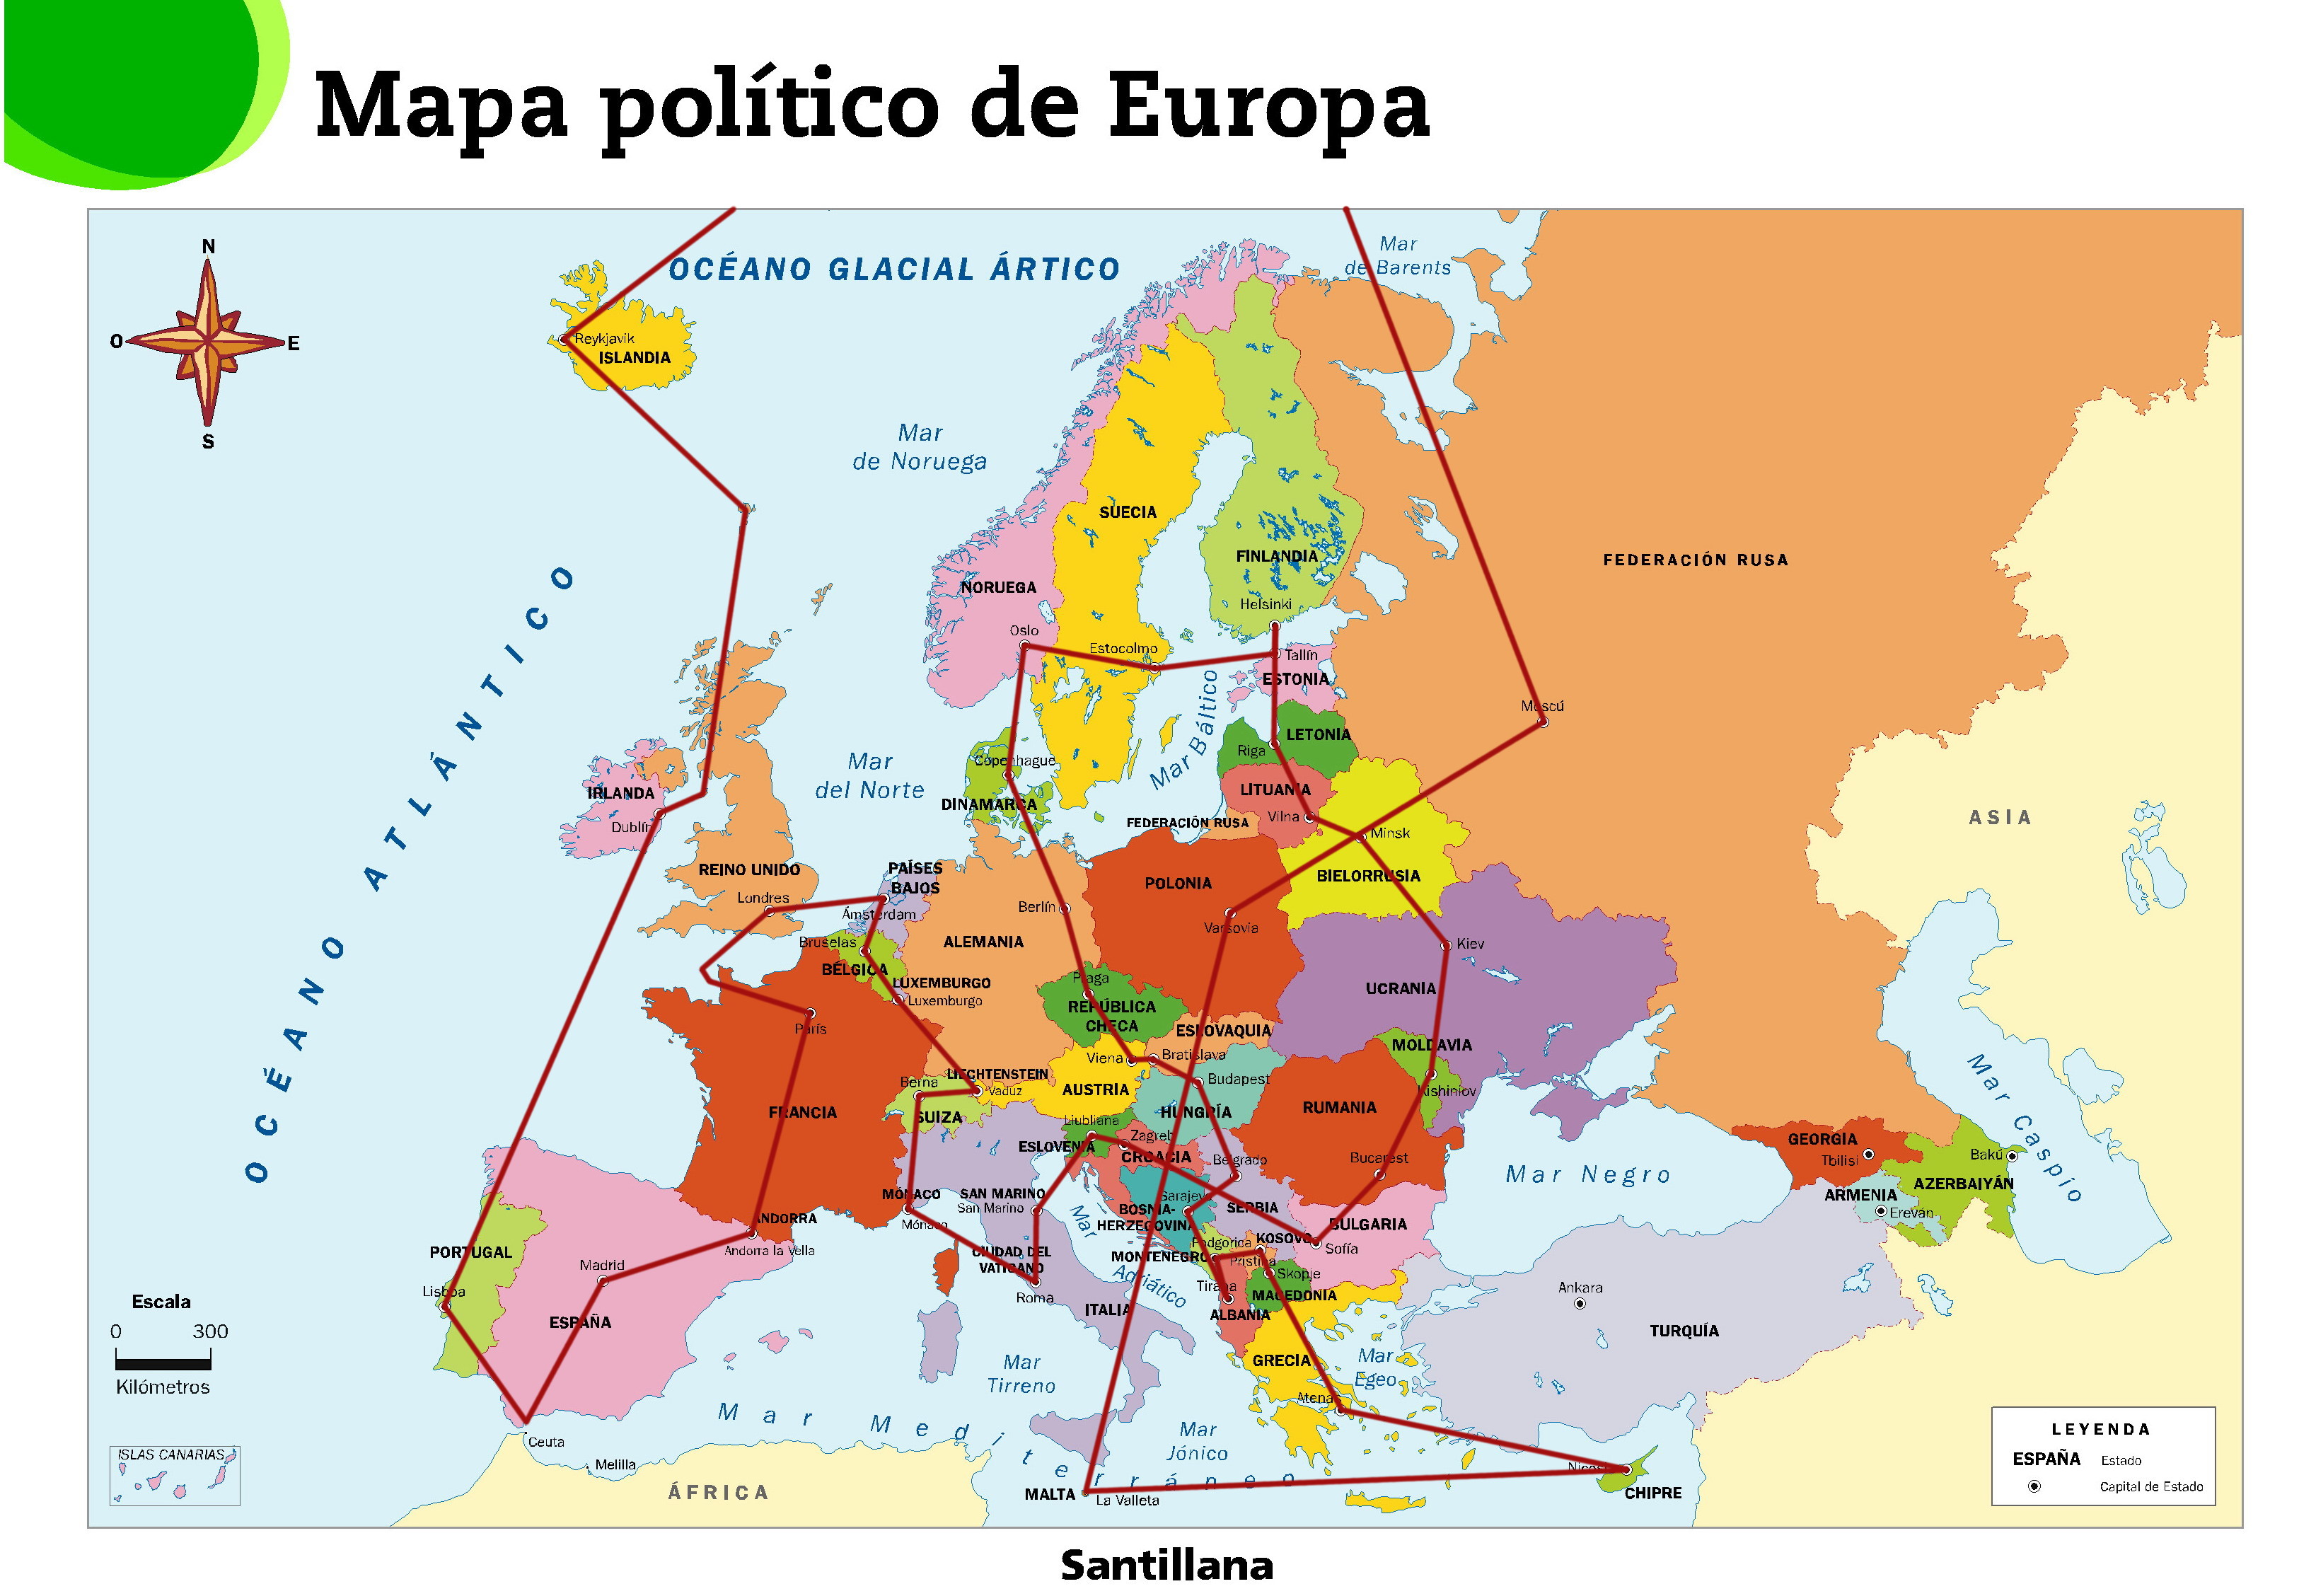 Mapa político de Europa
N
O
E
S
OCÉANO GLACIAL ÁRTICO
Mar
de Barents
Reykjavik
ISLANDIA
Mar
de Noruega
SUECIA
FINLANDIA
FEDERACIÓN RUSA
NORUEGA
Helsinki
Oslo
Estocolmo
Tallín
ESTONIA
OCÉANO ATLÁNTICO
Moscú
LETONIA
Riga
Mar Báltico
Mar
del Norte
Copenhague
DINAMARCA
IRLANDA
Dublín
LITUANIA
Vilna
FEDERACIÓN RUSA
Minsk
ASIA
REINO UNIDO
PAÍSES
BAJOS
POLONIA
BIELORRUSIA
Londres
Ámsterdam
Berlín
Varsovia
Bruselas
BÉLGICA
ALEMANIA
Kiev
LUXEMBURGO
Luxemburgo
Praga
REPÚBLICA
CHECA
UCRANIA
París
ESLOVAQUIA
MOLDAVIA
Viena
Bratislava
LIECHTENSTEIN
Vaduz
Berna
AUSTRIA
Budapest
Kishiniov
FRANCIA
SUIZA
HUNGRÍA
RUMANIA
Liubliana
ESLOVENIA
Zagreb
CROACIA
Belgrado
Bucarest
Mar Caspio
GEORGIA
Tbilisi
Bakú
AZERBAIYÁN
ARMENIA
Erevan
Mar Negro
MÓNACO
Mónaco
SAN MARINO
San Marino
Sarajevo
BOSNIA-
HERZEGOVINA
SERBIA
BULGARIA
Mar Adriático
ANDORRA
Andorra la Vella
PORTUGAL
Madrid
Lisboa
CIUDAD DEL
VATICANO
Roma
MONTENEGRO
Podgorica
KOSOVO
Pristina
Sofía
Skopje
Tirana
MACEDONIA
ALBANIA
ITALIA
Ankara
TURQUÍA
Escala
0 300
Kilómetros
ESPAÑA
GRECIA
Mar
Egeo
Mar
Tirreno
Atenas
Mar Mediterráneo
Mar
Jónico
Ceuta
Melilla
ISLAS CANARIAS
ÁFRICA
MALTA
La Valleta
CHIPRE
LEYENDA
ESPAÑA Estado
Capital de Estado
Santillana